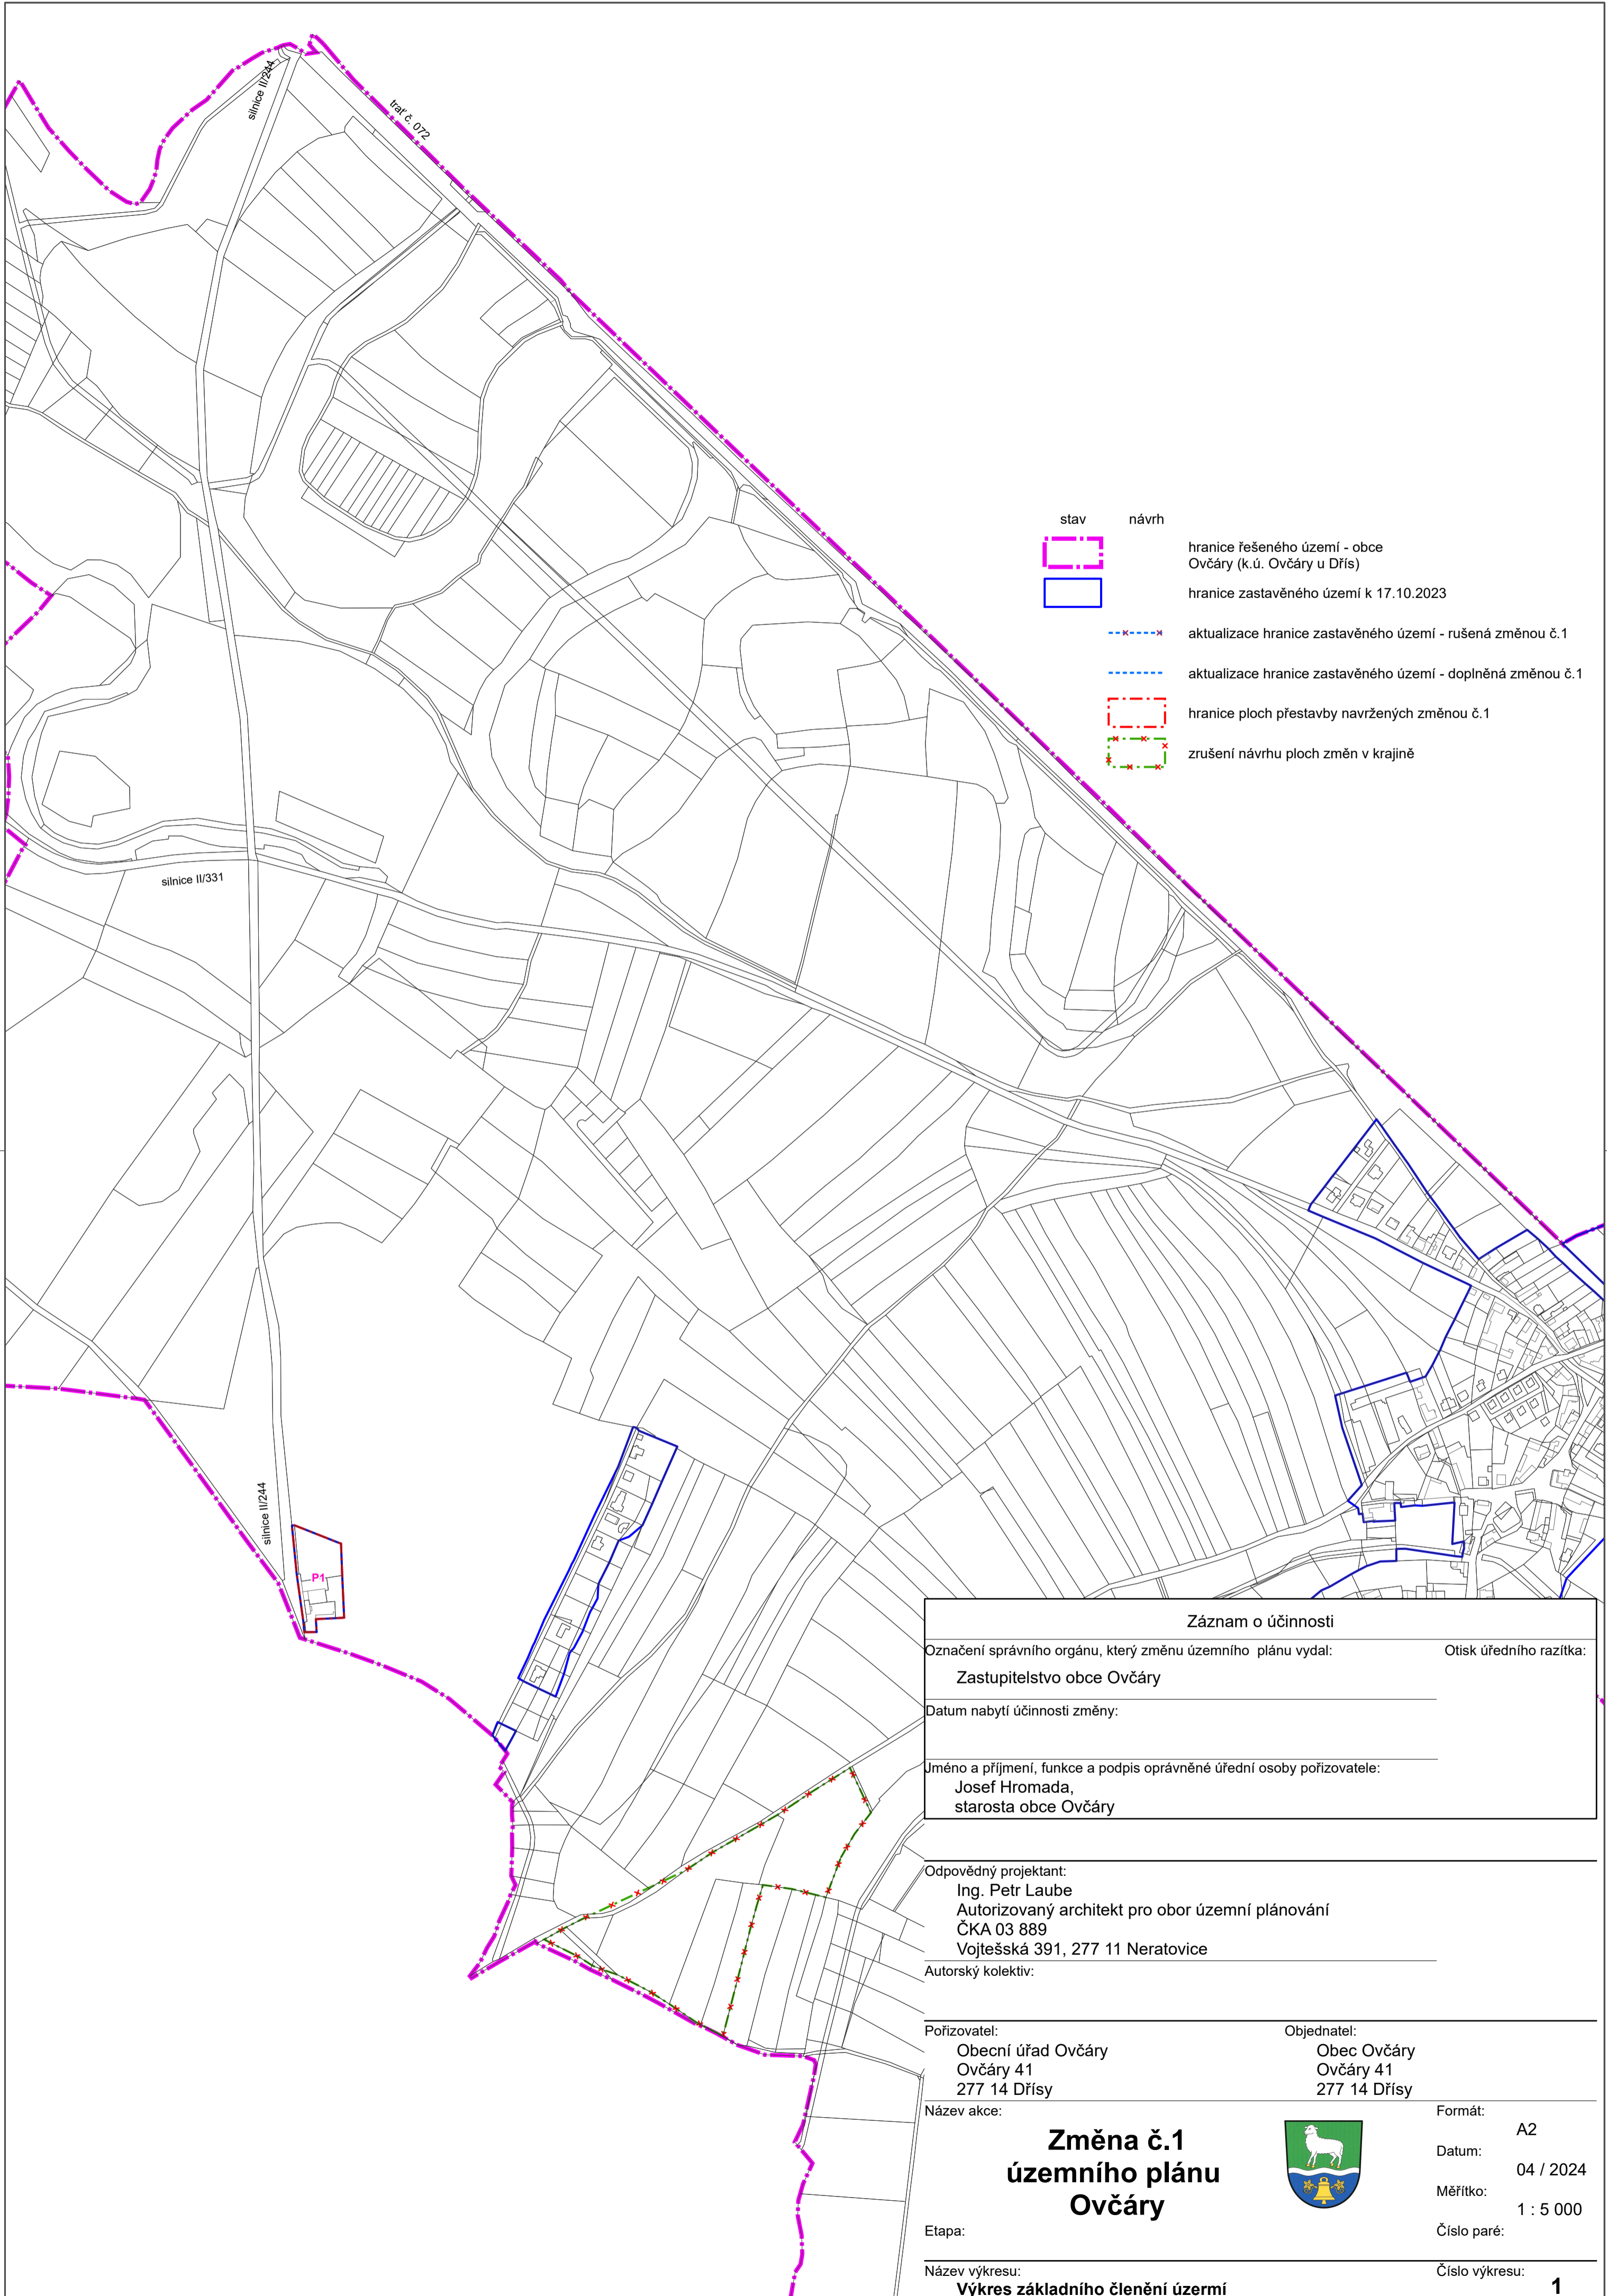 silnice II/244
trať č. 072
stav návrh
hranice řešeného území - obce
Ovčáry (k.ú. Ovčáry u Dřís)
hranice zastavěného území k 17.10.2023
aktualizace hranice zastavěného území - rušená změnou č.1
aktualizace hranice zastavěného území - doplněná změnou č.1
hranice ploch přestavby navržených změnou č.1
zrušení návrhu ploch změn v krajině
silnice II/331
silnice II/244
P1
Záznam o účinnosti
Označení správního orgánu, který změnu územního plánu vydal:
Otisk úředního razítka:
Zastupitelstvo obce Ovčáry
Datum nabytí účinnosti změny:
Jméno a příjmení, funkce a podpis oprávněné úřední osoby pořizovatele:
Josef Hromada,
starosta obce Ovčáry
Odpovědný projektant:
Ing. Petr Laube
Autorizovaný architekt pro obor územní plánování
ČKA 03 889
Vojtešská 391, 277 11 Neratovice
Autorský kolektiv:
Pořizovatel:
Obecní úřad Ovčáry
Ovčáry 41
277 14 Dřísy
Objednatel:
Obec Ovčáry
Ovčáry 41
277 14 Dřísy
Název akce:
Změna č.1
územního plánu
Ovčáry
Formát:
A2
Datum:
04 / 2024
Měřítko:
1 : 5 000
Etapa:
Číslo paré:
Název výkresu:
Výkres základního členění územrí
Číslo výkresu:
1